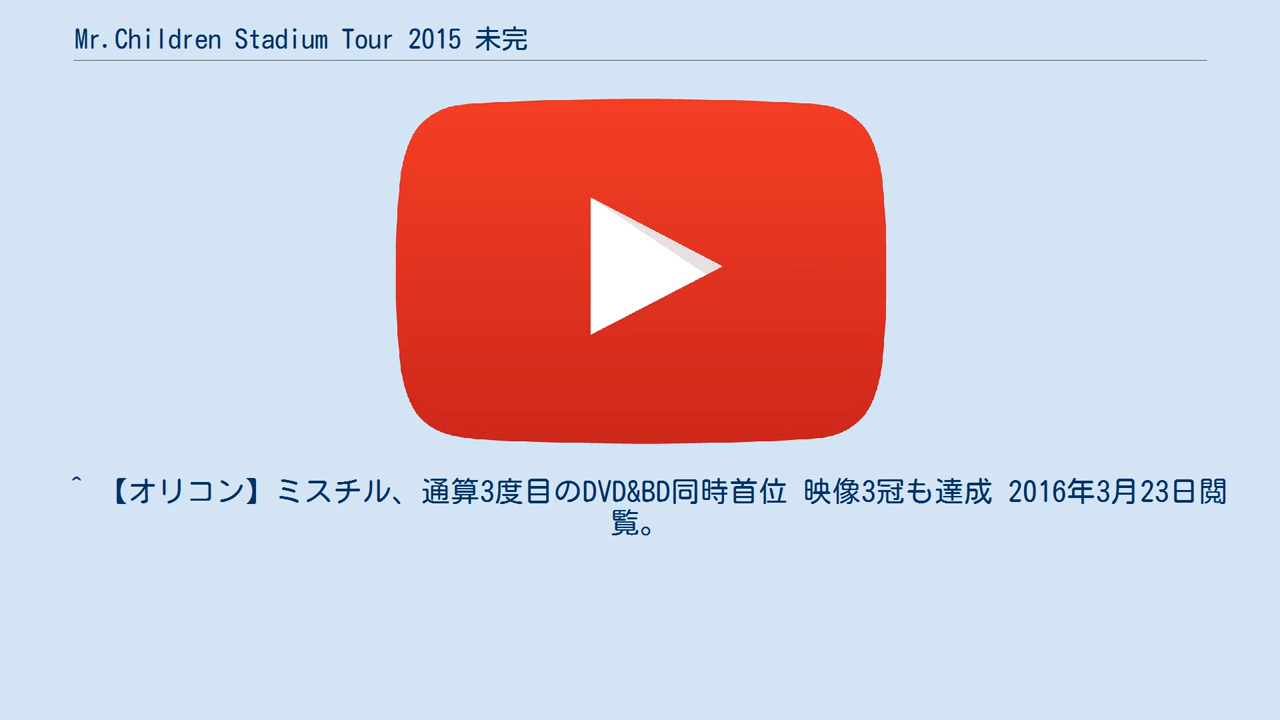 Mr.Children Stadium Tour 2015 未完
^ 【オリコン】ミスチル、通算3度目のDVD&BD同時首位 映像3冠も達成 2016年3月23日閲
覧。